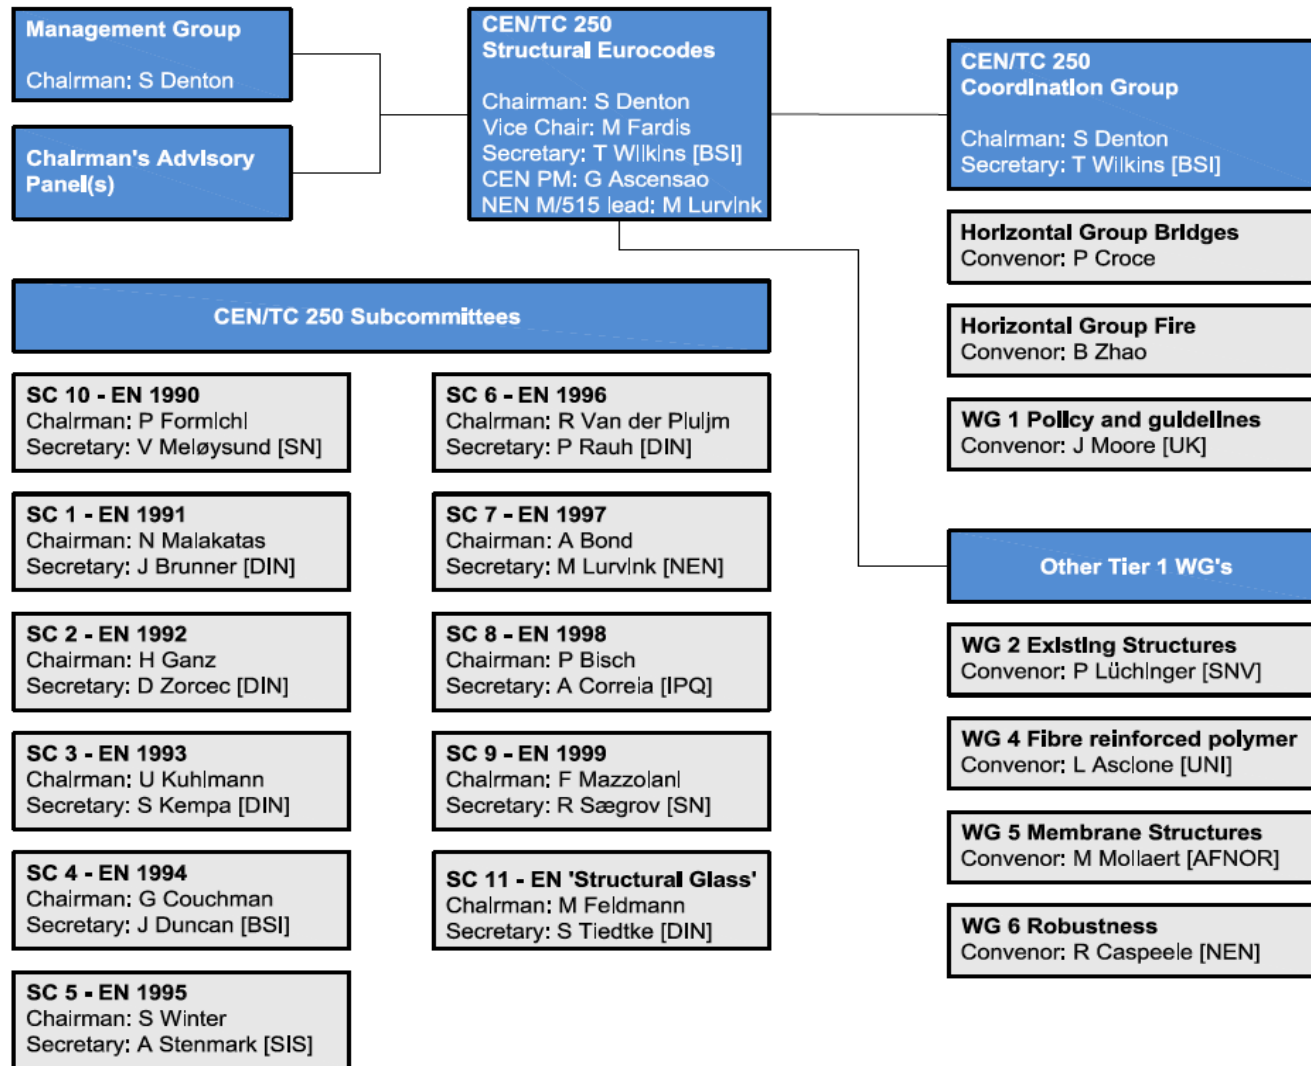 Management Group
Chairman: S Denton
Chairman's Advisory
Panel(s)
CEN/TC 250
Structural Eurocodes
Chairman: S Denton
Vice Chair: M Fardis
Secretary: T Wilkins [BSI]
CEN PM: G Ascensao
NEN M/515 lead: M Lurvink
CEN/TC 250
Coordination Group
Chairman: S Denton
Secretary: T Wilkins [BSI]
Horizontal Group Bridges
Convenor: P Croce
Horizontal Group Fire
Convenor: B Zhao
WG 1 Policy and guidelines
Convenor: J Moore [UK]
CEN/TC 250 Subcommittees
SC 10 - EN 1990
Chairman: P Formichi
Secretary: V Meløysund [SN]
SC 1 - EN 1991
Chairman: N Malakatas
Secretary: J Brunner [DIN]
SC 2 - EN 1992
Chairman: H Ganz
Secretary: D Zorcec [DIN]
SC 3 - EN 1993
Chairman: U Kuhlmann
Secretary: S Kempa [DIN]
SC 4 - EN 1994
Chairman: G Couchman
Secretary: J Duncan [BSI]
SC 5 - EN 1995
Chairman: S Winter
Secretary: A Stenmark [SIS]
SC 6 - EN 1996
Chairman: R Van der Pluijm
Secretary: P Rauh [DIN]
SC 7 - EN 1997
Chairman: A Bond
Secretary: M Lurvink [NEN]
SC 8 - EN 1998
Chairman: P Bisch
Secretary: A Correia [IPQ]
SC 9 - EN 1999
Chairman: F Mazzolani
Secretary: R Sægrov [SN]
SC 11 - EN 'Structural Glass'
Chairman: M Feldmann
Secretary: S Tiedtke [DIN]
Other Tier 1 WG's
WG 2 Existing Structures
Convenor: P Lüchinger [SNV]
WG 4 Fibre reinforced polymer
Convenor: L Ascione [UNI]
WG 5 Membrane Structures
Convenor: M Mollaert [AFNOR]
WG 6 Robustness
Convenor: R Caspeele [NEN]